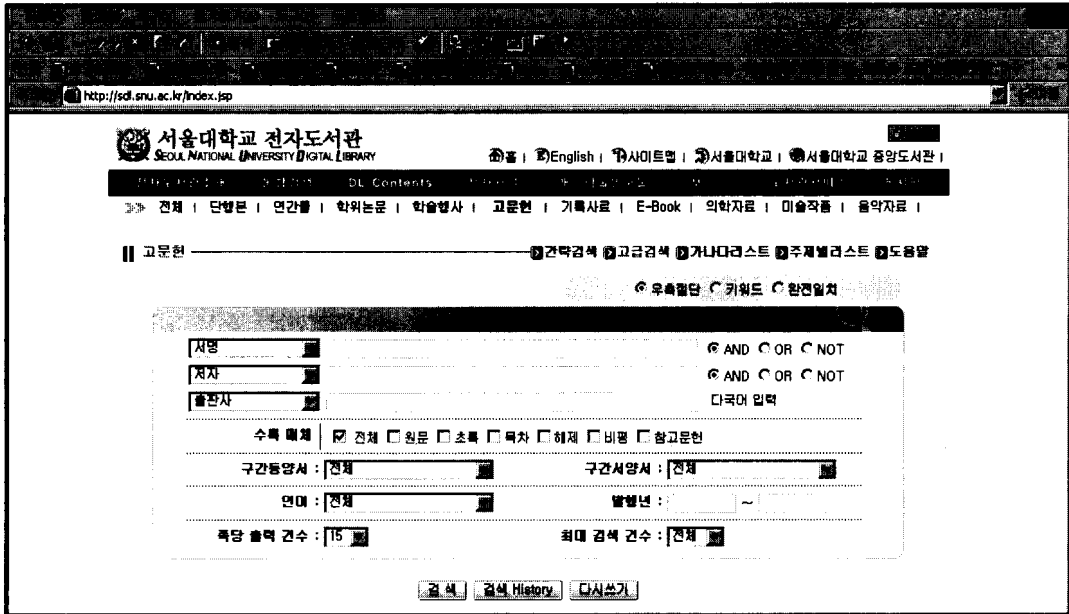 http://sdl.snu.ac.kr/index.jsp
서울대학교 전자도서관
SEOUL NATIONAL UNIVERSITY DIGITAL LIBRARY
홈 | English | 사이트맵 | 서울대학교 | 서울대학교 중앙도서관 |
DL Contents
전체 | 단행본 | 연간물 | 학위논문 | 학술행사 | 고문헌 | 기록사료 | E-Book | 의학자료 | 미술작품 | 음악자료 |
고문헌 간략검색 고급검색 가나다리스트 주제별리스트 도움말
우측절단 키워드 완전일치
서명 AND OR NOT
저자 AND OR NOT
출판사 다국어 입력
수록 매체 전체 원문 초록 목차 해제 비평 참고문헌
구간동양서 : 전체 구간서양서 : 전체
언어 : 전체 발행년 : ~
쪽당 출력 건수 : 15 최대 검색 건수 : 전체
검 색 검색 History 다시쓰기